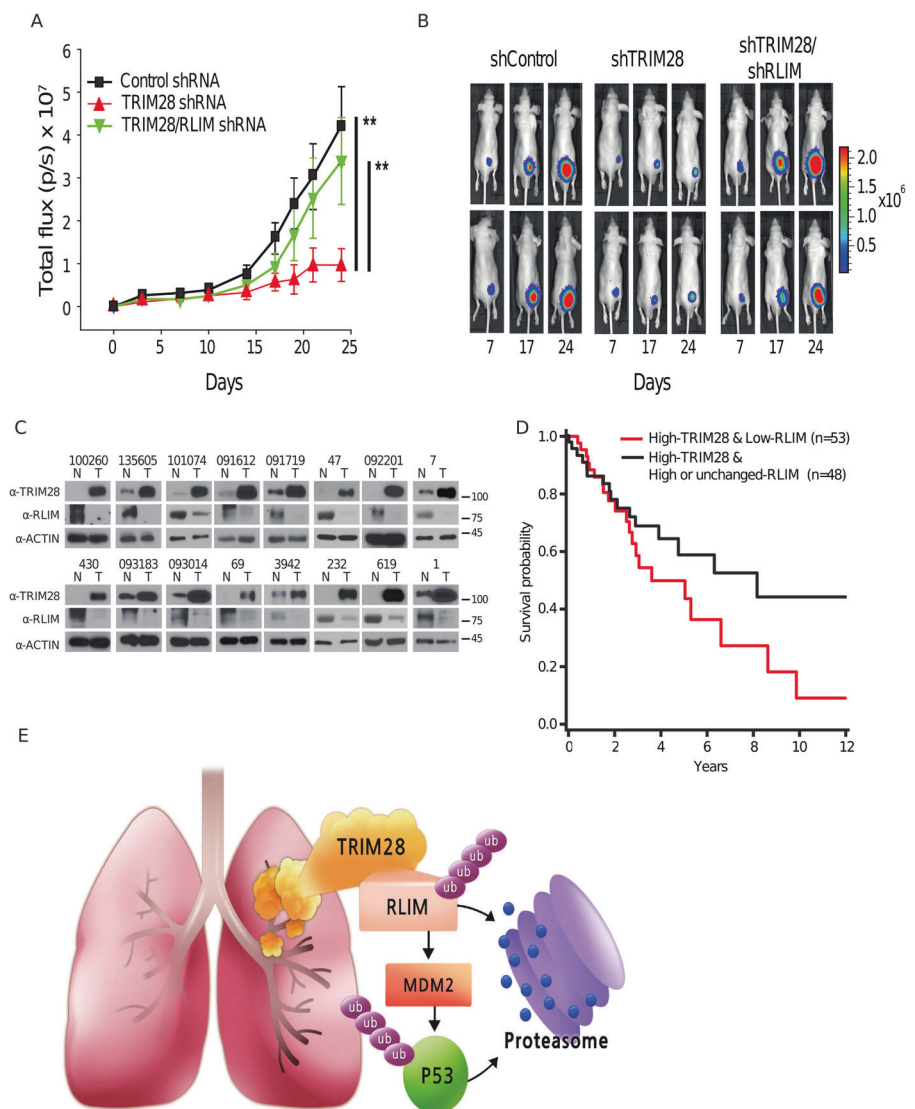 A
6
5
4
3
2
1
0
Total flux (p/s) × 10⁷
Control shRNA
TRIM28 shRNA
TRIM28/RLIM shRNA
**
**
0 5 10 15 20 25
Days
B
shControl shTRIM28 shTRIM28/
shRLIM
2.0
1.5
1.0
0.5
x10⁶
7 17 24 7 17 24 7 17 24
Days
C
100260 135605 101074 091612 091719 47 092201 7
N T N T N T N T N T N T N T N T
α-TRIM28
α-RLIM
α-ACTIN
100
75
45
430 093183 093014 69 3942 232 619 1
N T N T N T N T N T N T N T N T
α-TRIM28
α-RLIM
α-ACTIN
100
75
45
D
High-TRIM28 & Low-RLIM (n=53)
High-TRIM28 &
High or unchanged-RLIM (n=48)
1.0
0.8
0.6
0.4
0.2
0.0
Survival probability
0 2 4 6 8 10 12
Years
E
TRIM28
ub ub ub ub
RLIM
MDM2
ub ub ub ub
P53
Proteasome